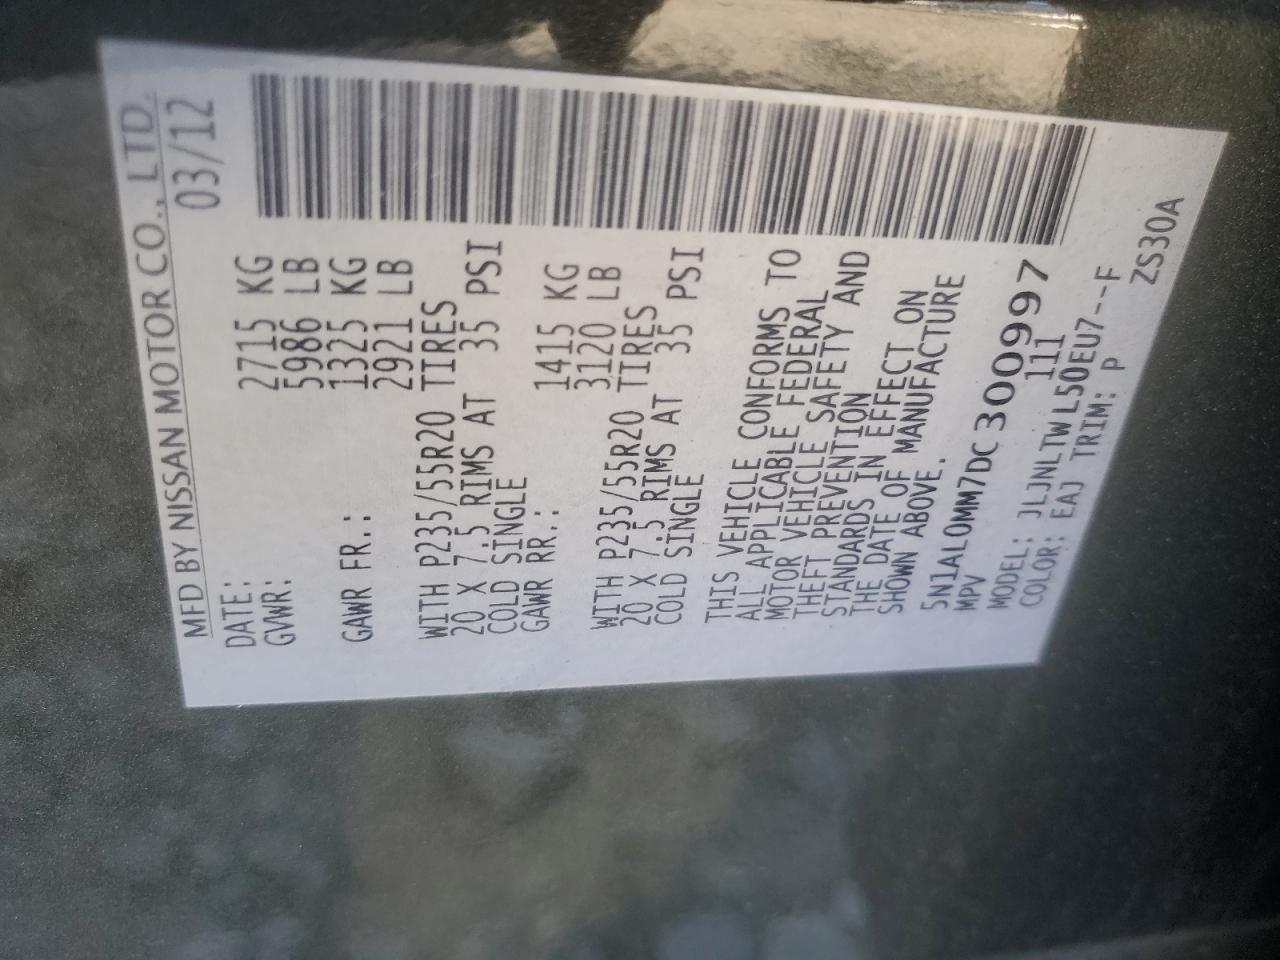 MFD BY NISSAN MOTOR CO., LTD.
DATE: 03/12
GVWR: 2715 KG
5986 LB
GAWR FR.: 1325 KG
2921 LB
WITH P235/55R20 TIRES
20 X 7.5 RIMS AT 35 PSI
COLD SINGLE
GAWR RR.: 1415 KG
3120 LB
WITH P235/55R20 TIRES
20 X 7.5 RIMS AT 35 PSI
COLD SINGLE
THIS VEHICLE CONFORMS TO
ALL APPLICABLE FEDERAL
MOTOR VEHICLE SAFETY AND
THEFT PREVENTION
STANDARDS IN EFFECT ON
THE DATE OF MANUFACTURE
SHOWN ABOVE.
5N1AL0MM7DC300997
MPV 111
MODEL: JLJNLTWL50EU7--F
COLOR: EAJ TRIM: P
ZS30A